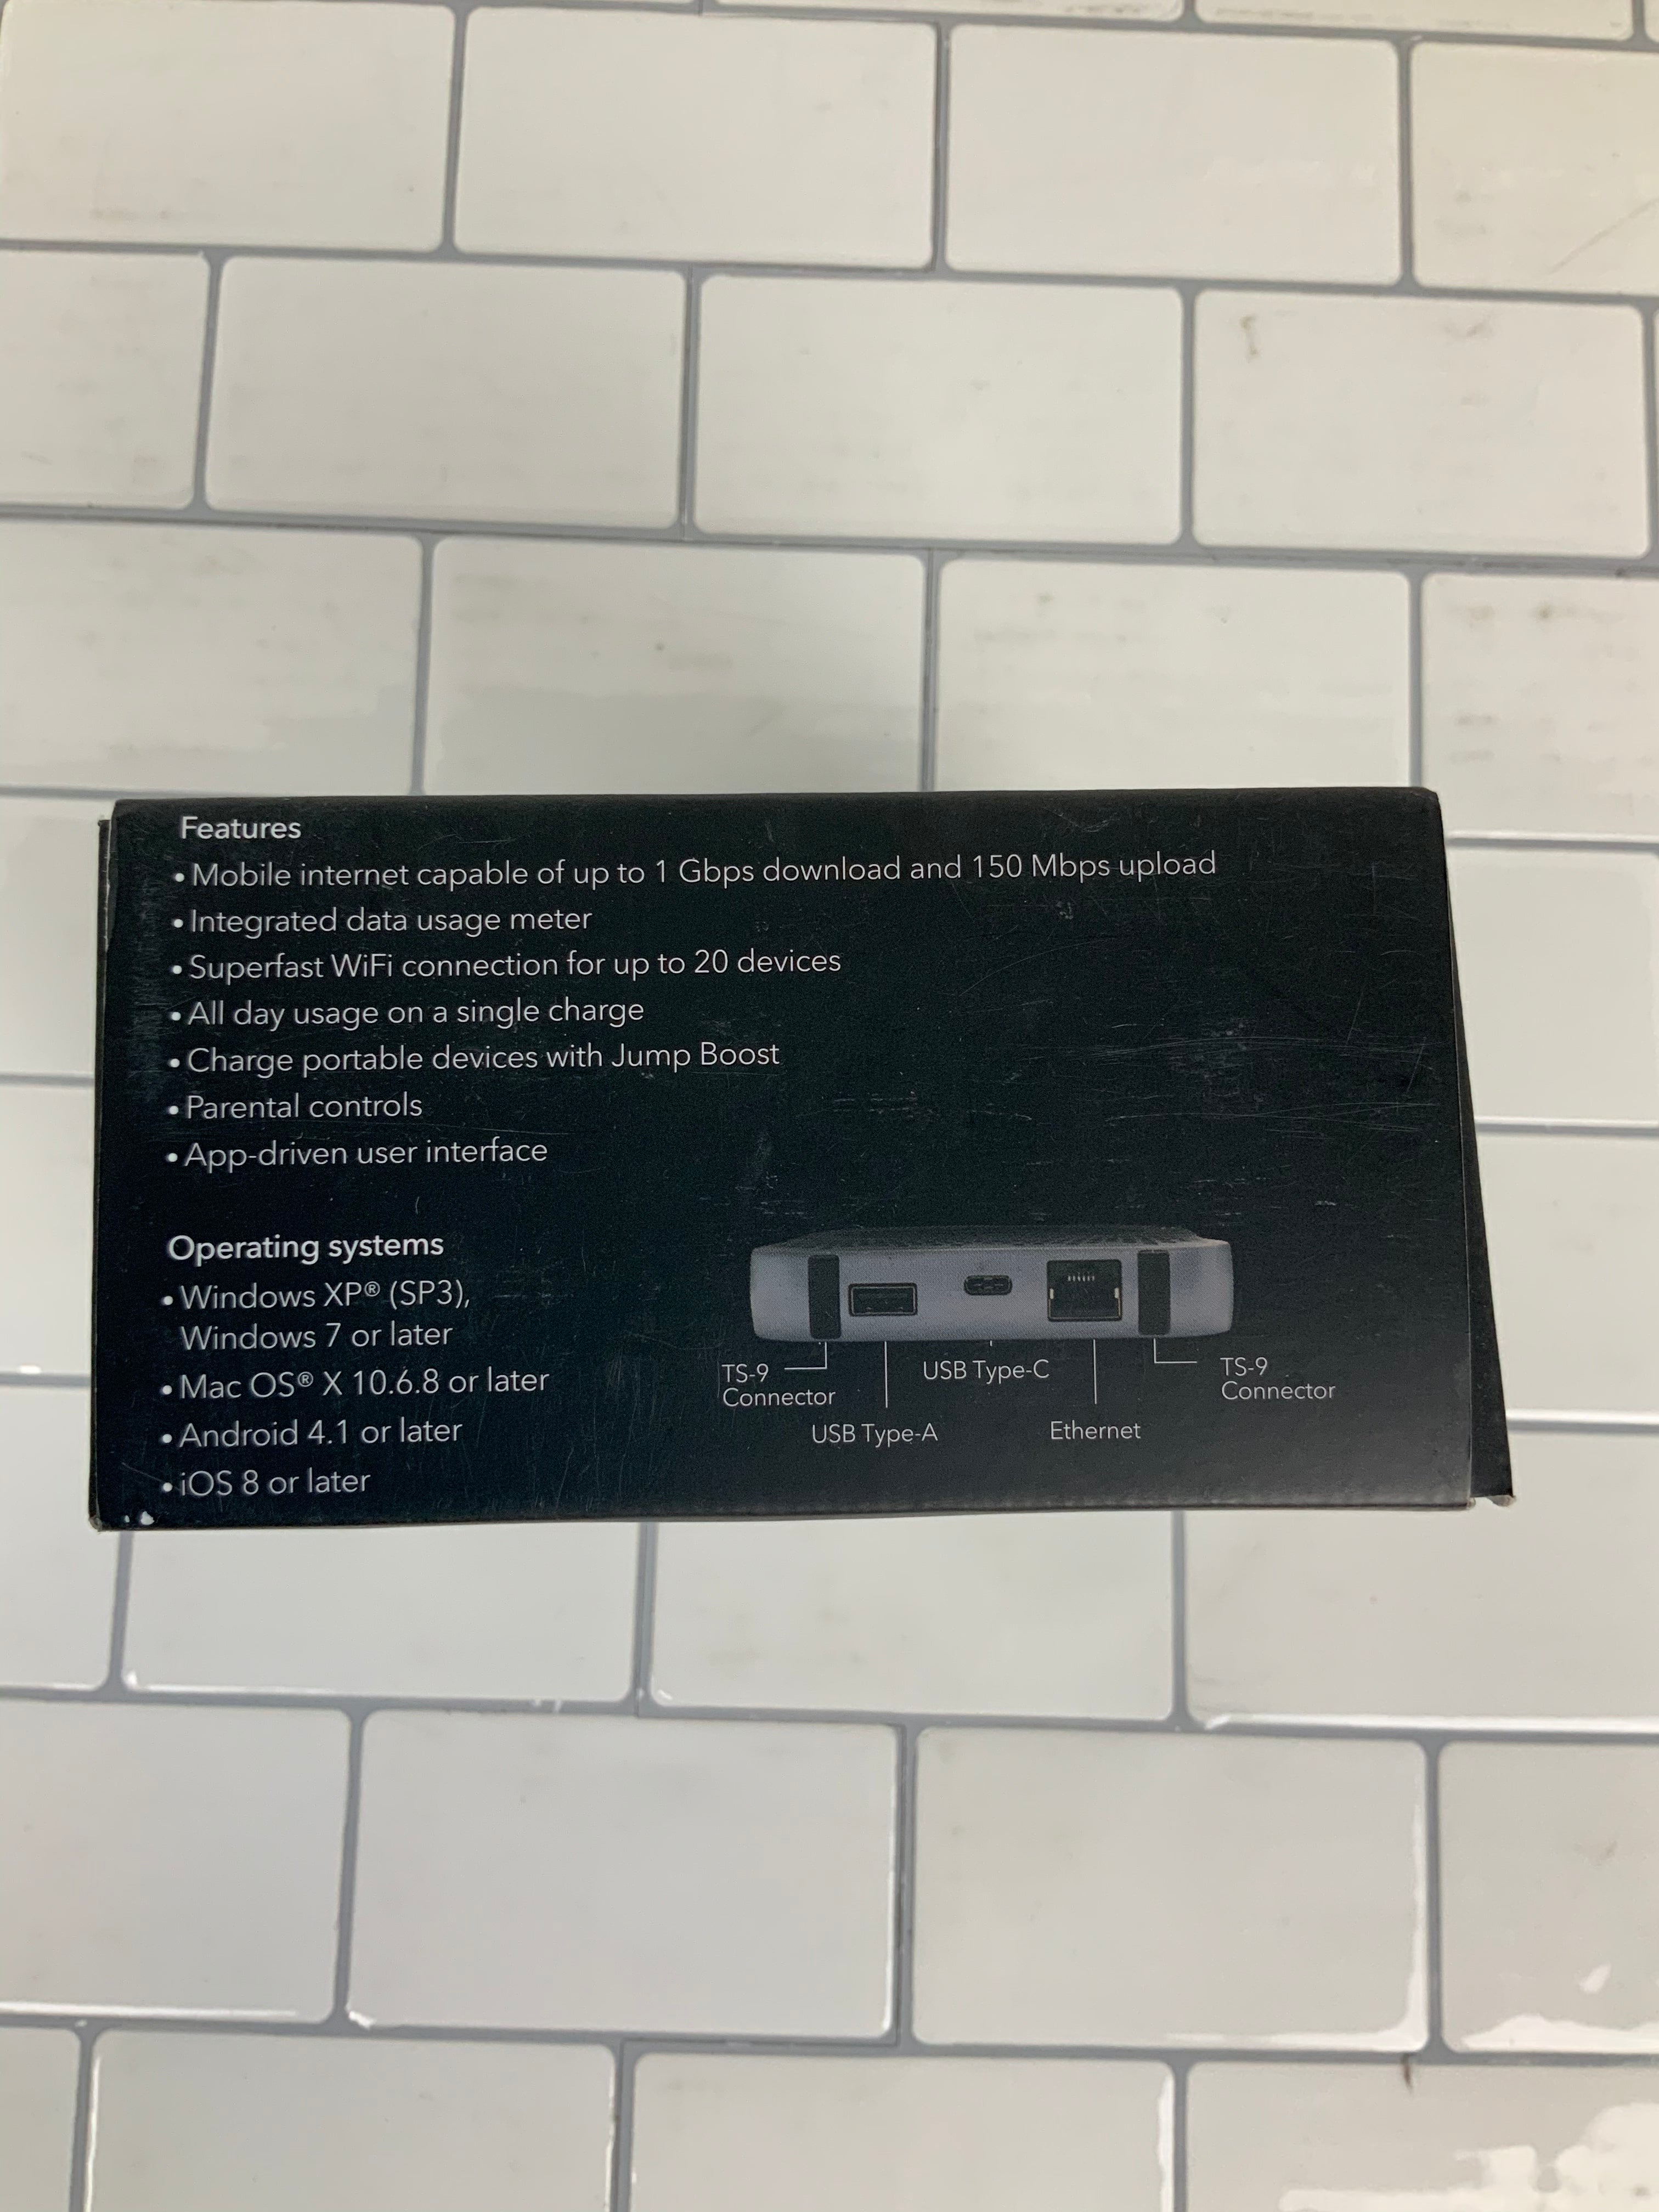 Features
• Mobile internet capable of up to 1 Gbps download and 150 Mbps upload
• Integrated data usage meter
• Superfast WiFi connection for up to 20 devices
• All day usage on a single charge
• Charge portable devices with Jump Boost
• Parental controls
• App-driven user interface
Operating systems
• Windows XP® (SP3),
Windows 7 or later
• Mac OS® X 10.6.8 or later
• Android 4.1 or later
• iOS 8 or later
TS-9
Connector
USB Type-A
USB Type-C
Ethernet
TS-9
Connector